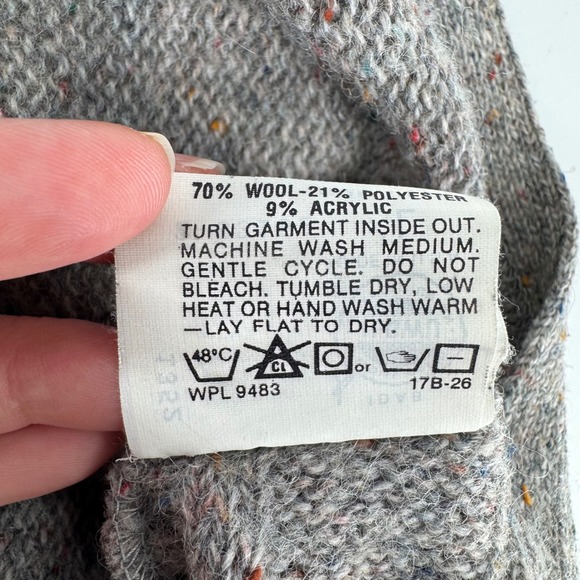 70% WOOL-21% POLYESTER
9% ACRYLIC
TURN GARMENT INSIDE OUT.
MACHINE WASH MEDIUM.
GENTLE CYCLE. DO NOT
BLEACH. TUMBLE DRY, LOW
HEAT OR HAND WASH WARM
—LAY FLAT TO DRY.
48°C CL or
WPL 9483 17B-26